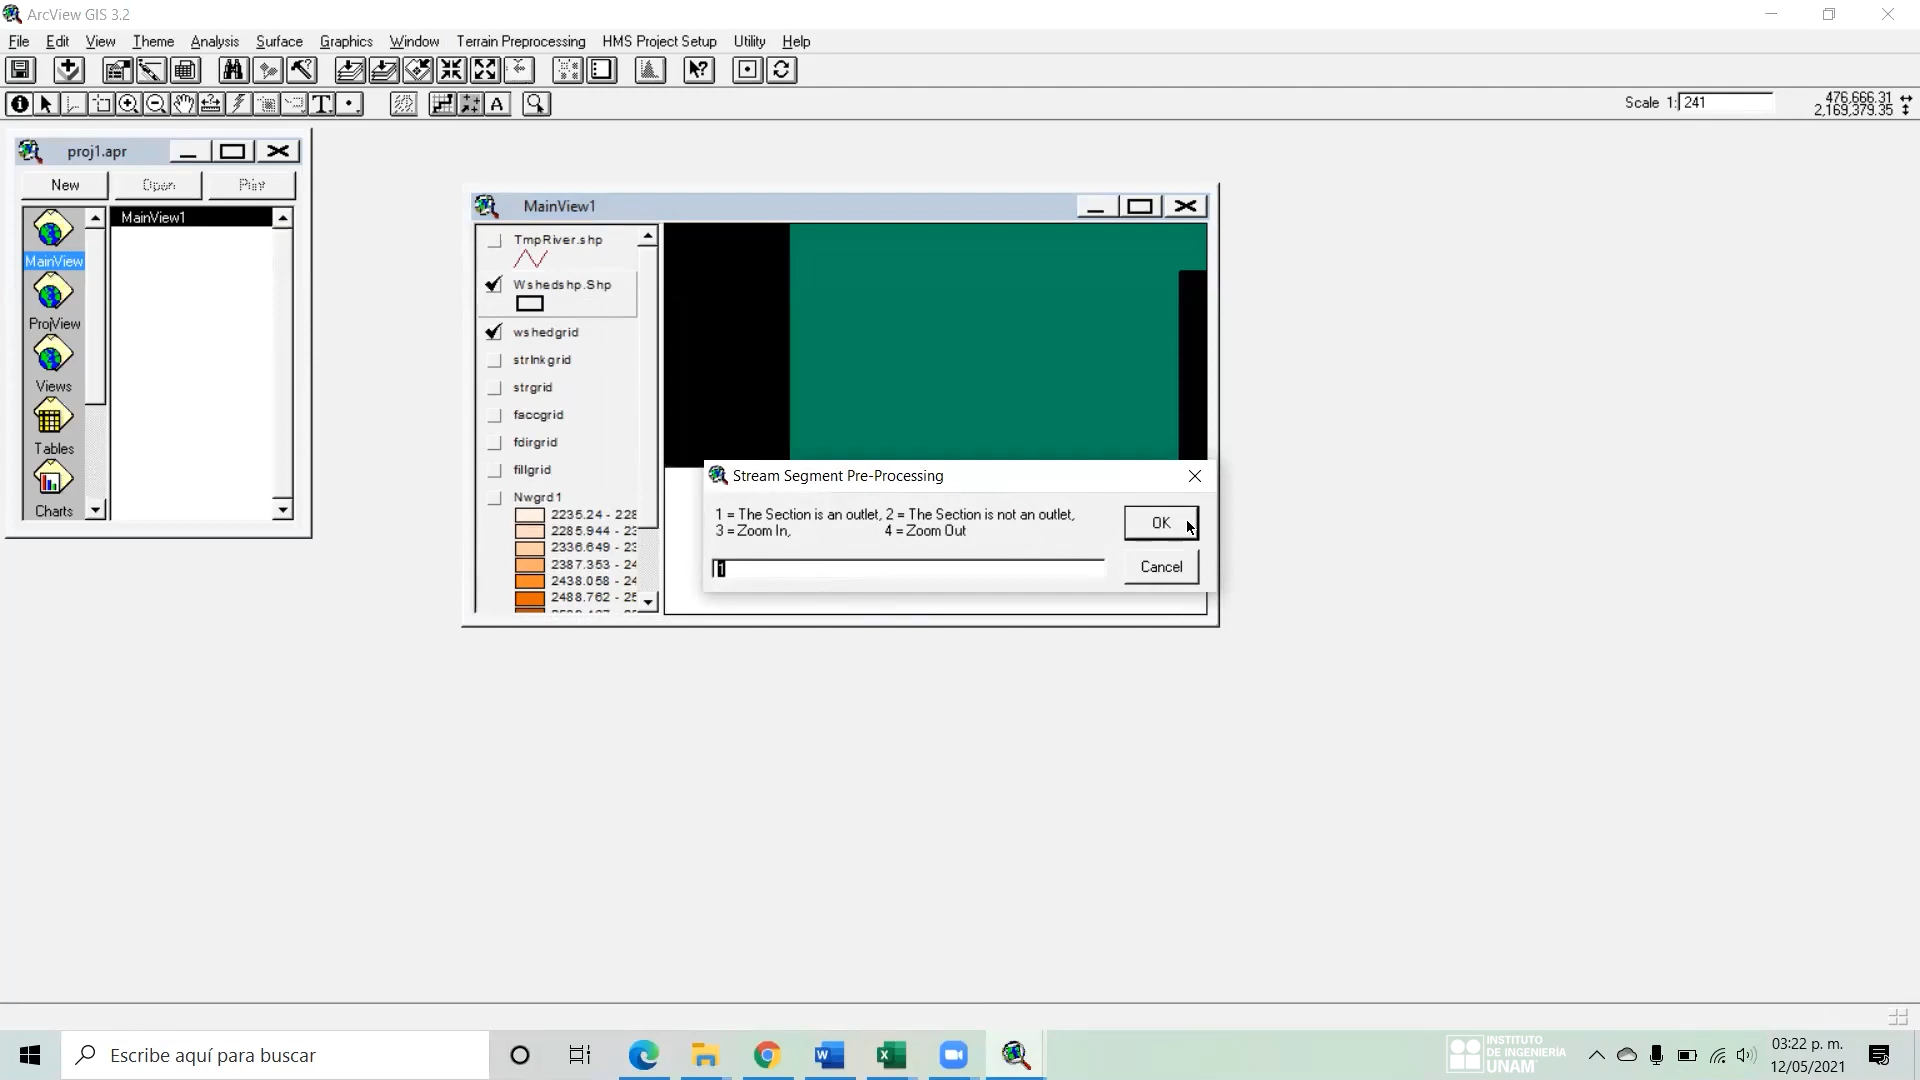 ArcView GIS 3.2
File Edit View Theme Analysis Surface Graphics Window Terrain Preprocessing HMS Project Setup Utility Help
Scale 1: 241
476,666.31
2,169,379.35
proj1.apr
New Open Print
MainView
ProjView
Views
Tables
Charts
MainView1
MainView1
TmpRiver.shp
Wshedshp.Shp
wshedgrid
strlnkgrid
strgrid
faccgrid
fdirgrid
fillgrid
Nwgrd1
2235.24 - 228
2285.944 - 23
2336.649 - 23
2387.353 - 24
2438.058 - 24
2488.762 - 25
Stream Segment Pre-Processing
1 = The Section is an outlet, 2 = The Section is not an outlet,
3 = Zoom In, 4 = Zoom Out
1
OK
Cancel
Escribe aquí para buscar
INSTITUTO
DE INGENIERÍA
UNAM
03:22 p. m.
12/05/2021